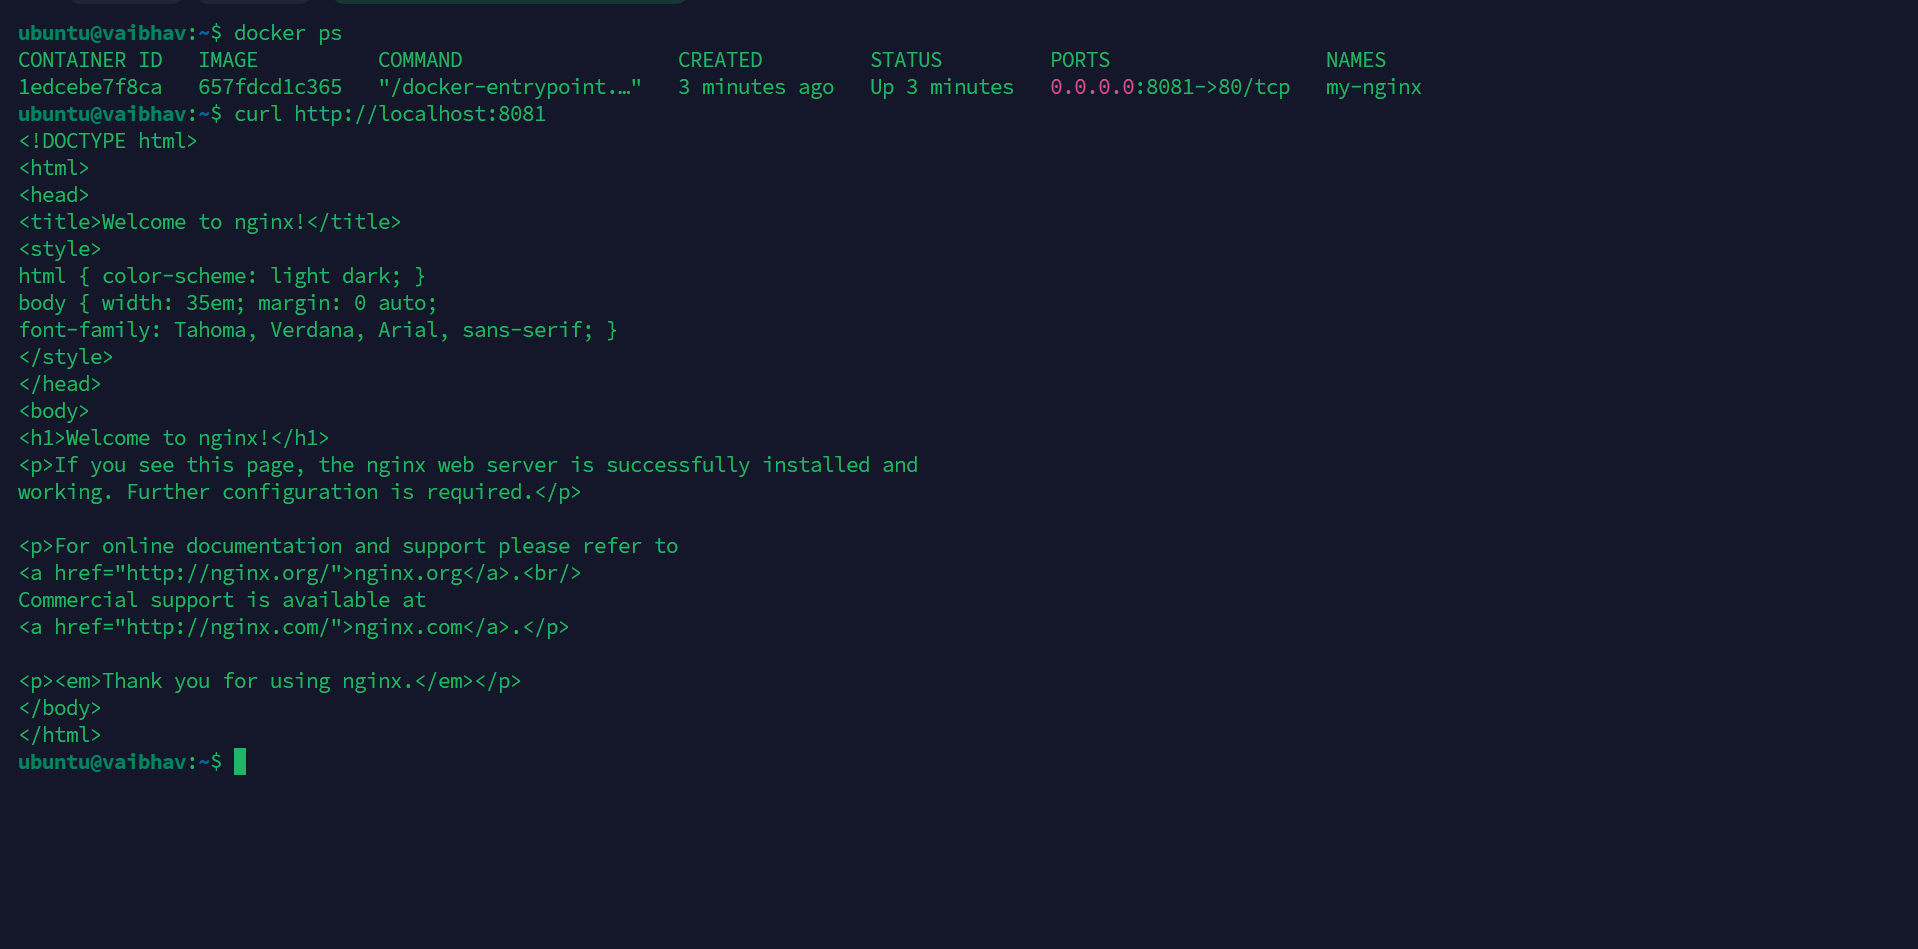 ubuntu@vaibhav:~$ docker ps
CONTAINER ID   IMAGE          COMMAND                  CREATED         STATUS         PORTS                  NAMES
1edcebe7f8ca   657fdcd1c365   "/docker-entrypoint.…"   3 minutes ago   Up 3 minutes   0.0.0.0:8081->80/tcp   my-nginx
ubuntu@vaibhav:~$ curl http://localhost:8081
<!DOCTYPE html>
<html>
<head>
<title>Welcome to nginx!</title>
<style>
html { color-scheme: light dark; }
body { width: 35em; margin: 0 auto;
font-family: Tahoma, Verdana, Arial, sans-serif; }
</style>
</head>
<body>
<h1>Welcome to nginx!</h1>
<p>If you see this page, the nginx web server is successfully installed and
working. Further configuration is required.</p>

<p>For online documentation and support please refer to
<a href="http://nginx.org/">nginx.org</a>.<br/>
Commercial support is available at
<a href="http://nginx.com/">nginx.com</a>.</p>

<p><em>Thank you for using nginx.</em></p>
</body>
</html>
ubuntu@vaibhav:~$